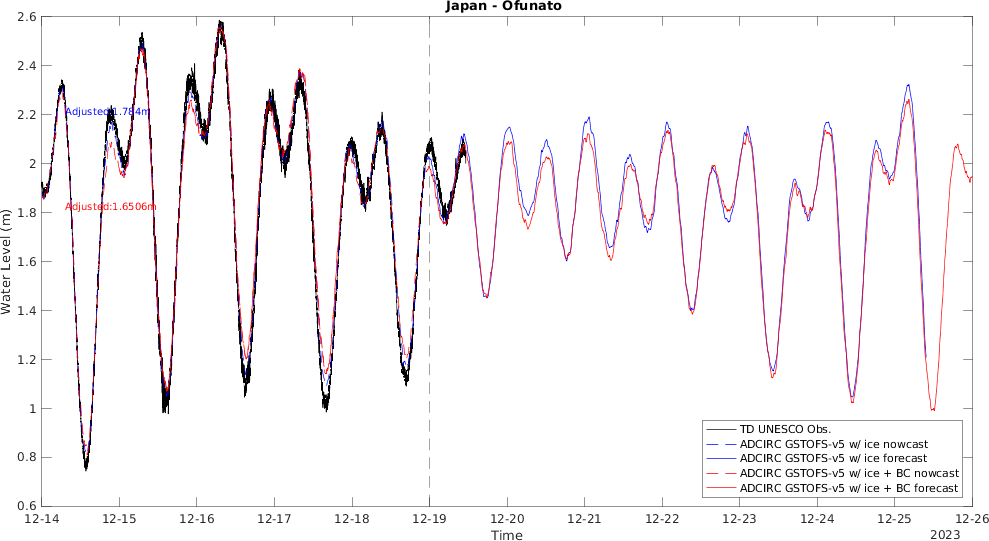 Japan - Ofunato
2.6
2.4
2.2
2
1.8
1.6
1.4
1.2
1
0.8
0.6
Water Level (m)
Adjusted:1.784m
Adjusted:1.6506m
TD UNESCO Obs.
ADCIRC GSTOFS-v5 w/ ice nowcast
ADCIRC GSTOFS-v5 w/ ice forecast
ADCIRC GSTOFS-v5 w/ ice + BC nowcast
ADCIRC GSTOFS-v5 w/ ice + BC forecast
12-14 12-15 12-16 12-17 12-18 12-19 12-20 12-21 12-22 12-23 12-24 12-25 12-26
Time
2023